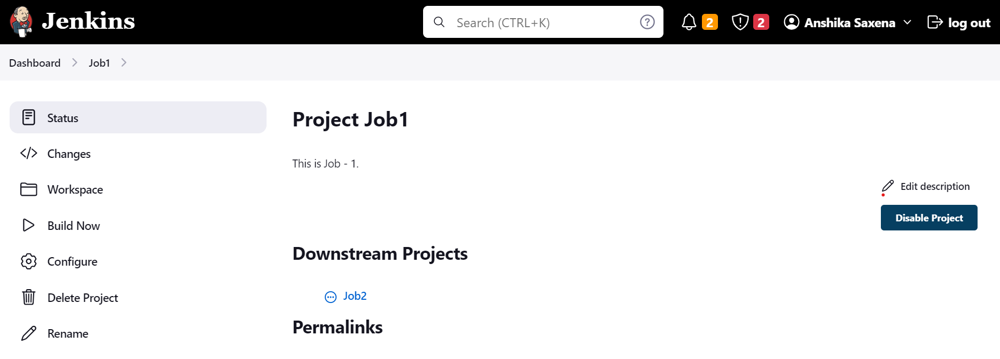 Jenkins
Search (CTRL+K)
2
2
Anshika Saxena
log out
Dashboard
Job1
Status
Changes
Workspace
Build Now
Configure
Delete Project
Rename
Project Job1
This is Job - 1.
Edit description
Disable Project
Downstream Projects
Job2
Permalinks